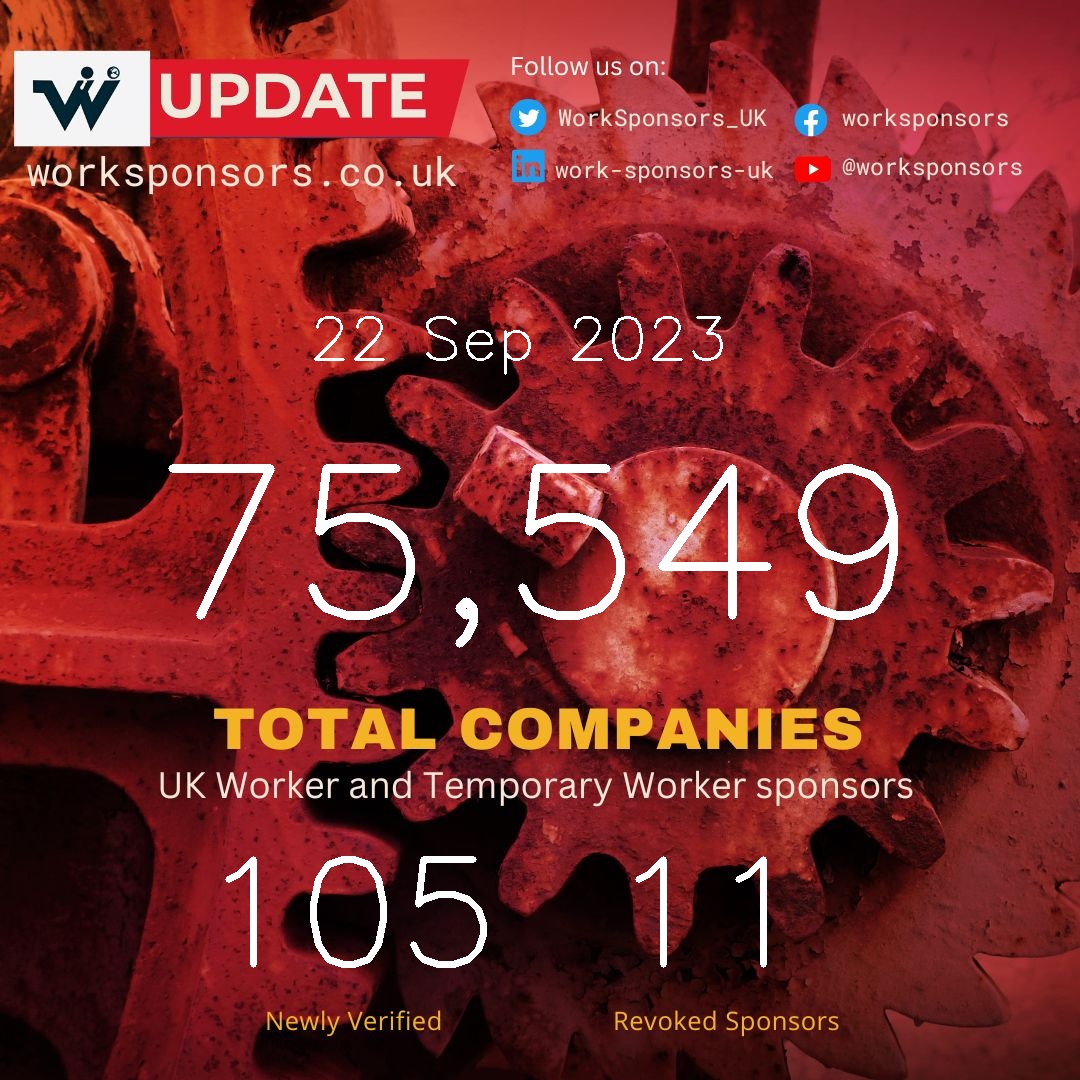 UPDATE
worksponsors.co.uk
Follow us on:
WorkSponsors_UK
worksponsors
work-sponsors-uk
@worksponsors
22 Sep 2023
75,549
TOTAL COMPANIES
UK Worker and Temporary Worker sponsors
105 11
Newly Verified Revoked Sponsors